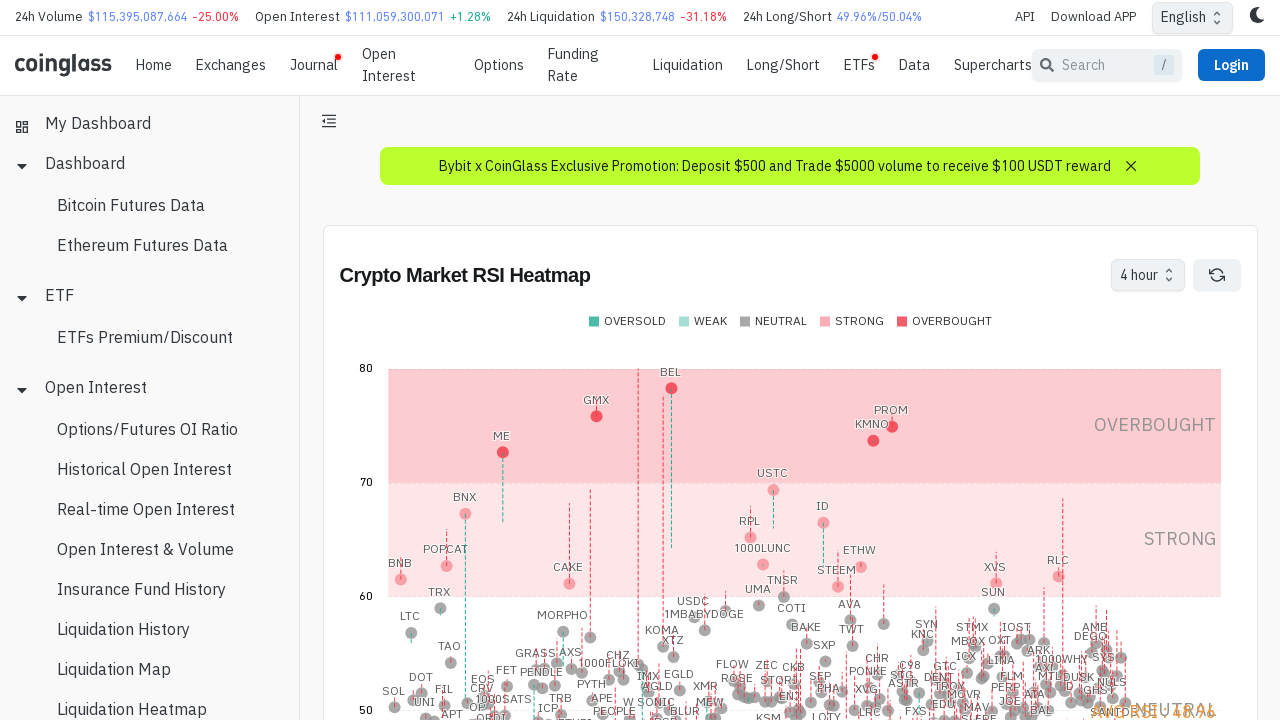 24h Volume $115,395,087,664 -25.00% Open Interest $111,059,300,071 +1.28% 24h Liquidation $150,328,748 -31.18% 24h Long/Short 49.96%/50.04% API Download APP English
coinglass Home Exchanges Journal Open Interest Options Funding Rate Liquidation Long/Short ETFs Data Supercharts Search / Login
My Dashboard
Dashboard
Bitcoin Futures Data
Ethereum Futures Data
ETF
ETFs Premium/Discount
Open Interest
Options/Futures OI Ratio
Historical Open Interest
Real-time Open Interest
Open Interest & Volume
Insurance Fund History
Liquidation History
Liquidation Map
Liquidation Heatmap
Bybit x CoinGlass Exclusive Promotion: Deposit $500 and Trade $5000 volume to receive $100 USDT reward
Crypto Market RSI Heatmap
4 hour
OVERSOLD WEAK NEUTRAL STRONG OVERBOUGHT
80
BEL
GMX
PROM
KMNO
OVERBOUGHT
ME
USTC
70
BNX
ID
RPL
STRONG
POPCAT
1000LUNC
ETHW
BNB
CAKE
STEEM
XVS
RLC
TNSR
60
TRX
UMA
SUN
USDC
AVA
COTI
LTC
MORPHO
1MBABYDOGE
KOMA
BAKE
TWT
SYN
KNC
STMX
IOST
AMB
DEGO
XTZ
SXP
MBOX
OXT
TAO
GRASS
AXS
CHZ
1000FLOKI
CHR
ICX
LINA
ARK
1000WHY
SYS
FET
PENDLE
FLOW
ZEC
CKB
PONKE
C98
GTC
AXL
DOT
EOS
IMX
EGLD
ROSE
SEP
STG
DENT
FLM
MTL
DUSK
SOL
FIL
CRV
PYTH
XMR
PHA
XVG
ASTR
TROY
PERP
GHST
UNI
1000SATS
TRB
APE
MEW
MOVR
ATA
APT
ICP
PEOPLE
W
SONIC
BLUR
KSM
LRC
FXS
EDU
MAV
50
NEUTRAL